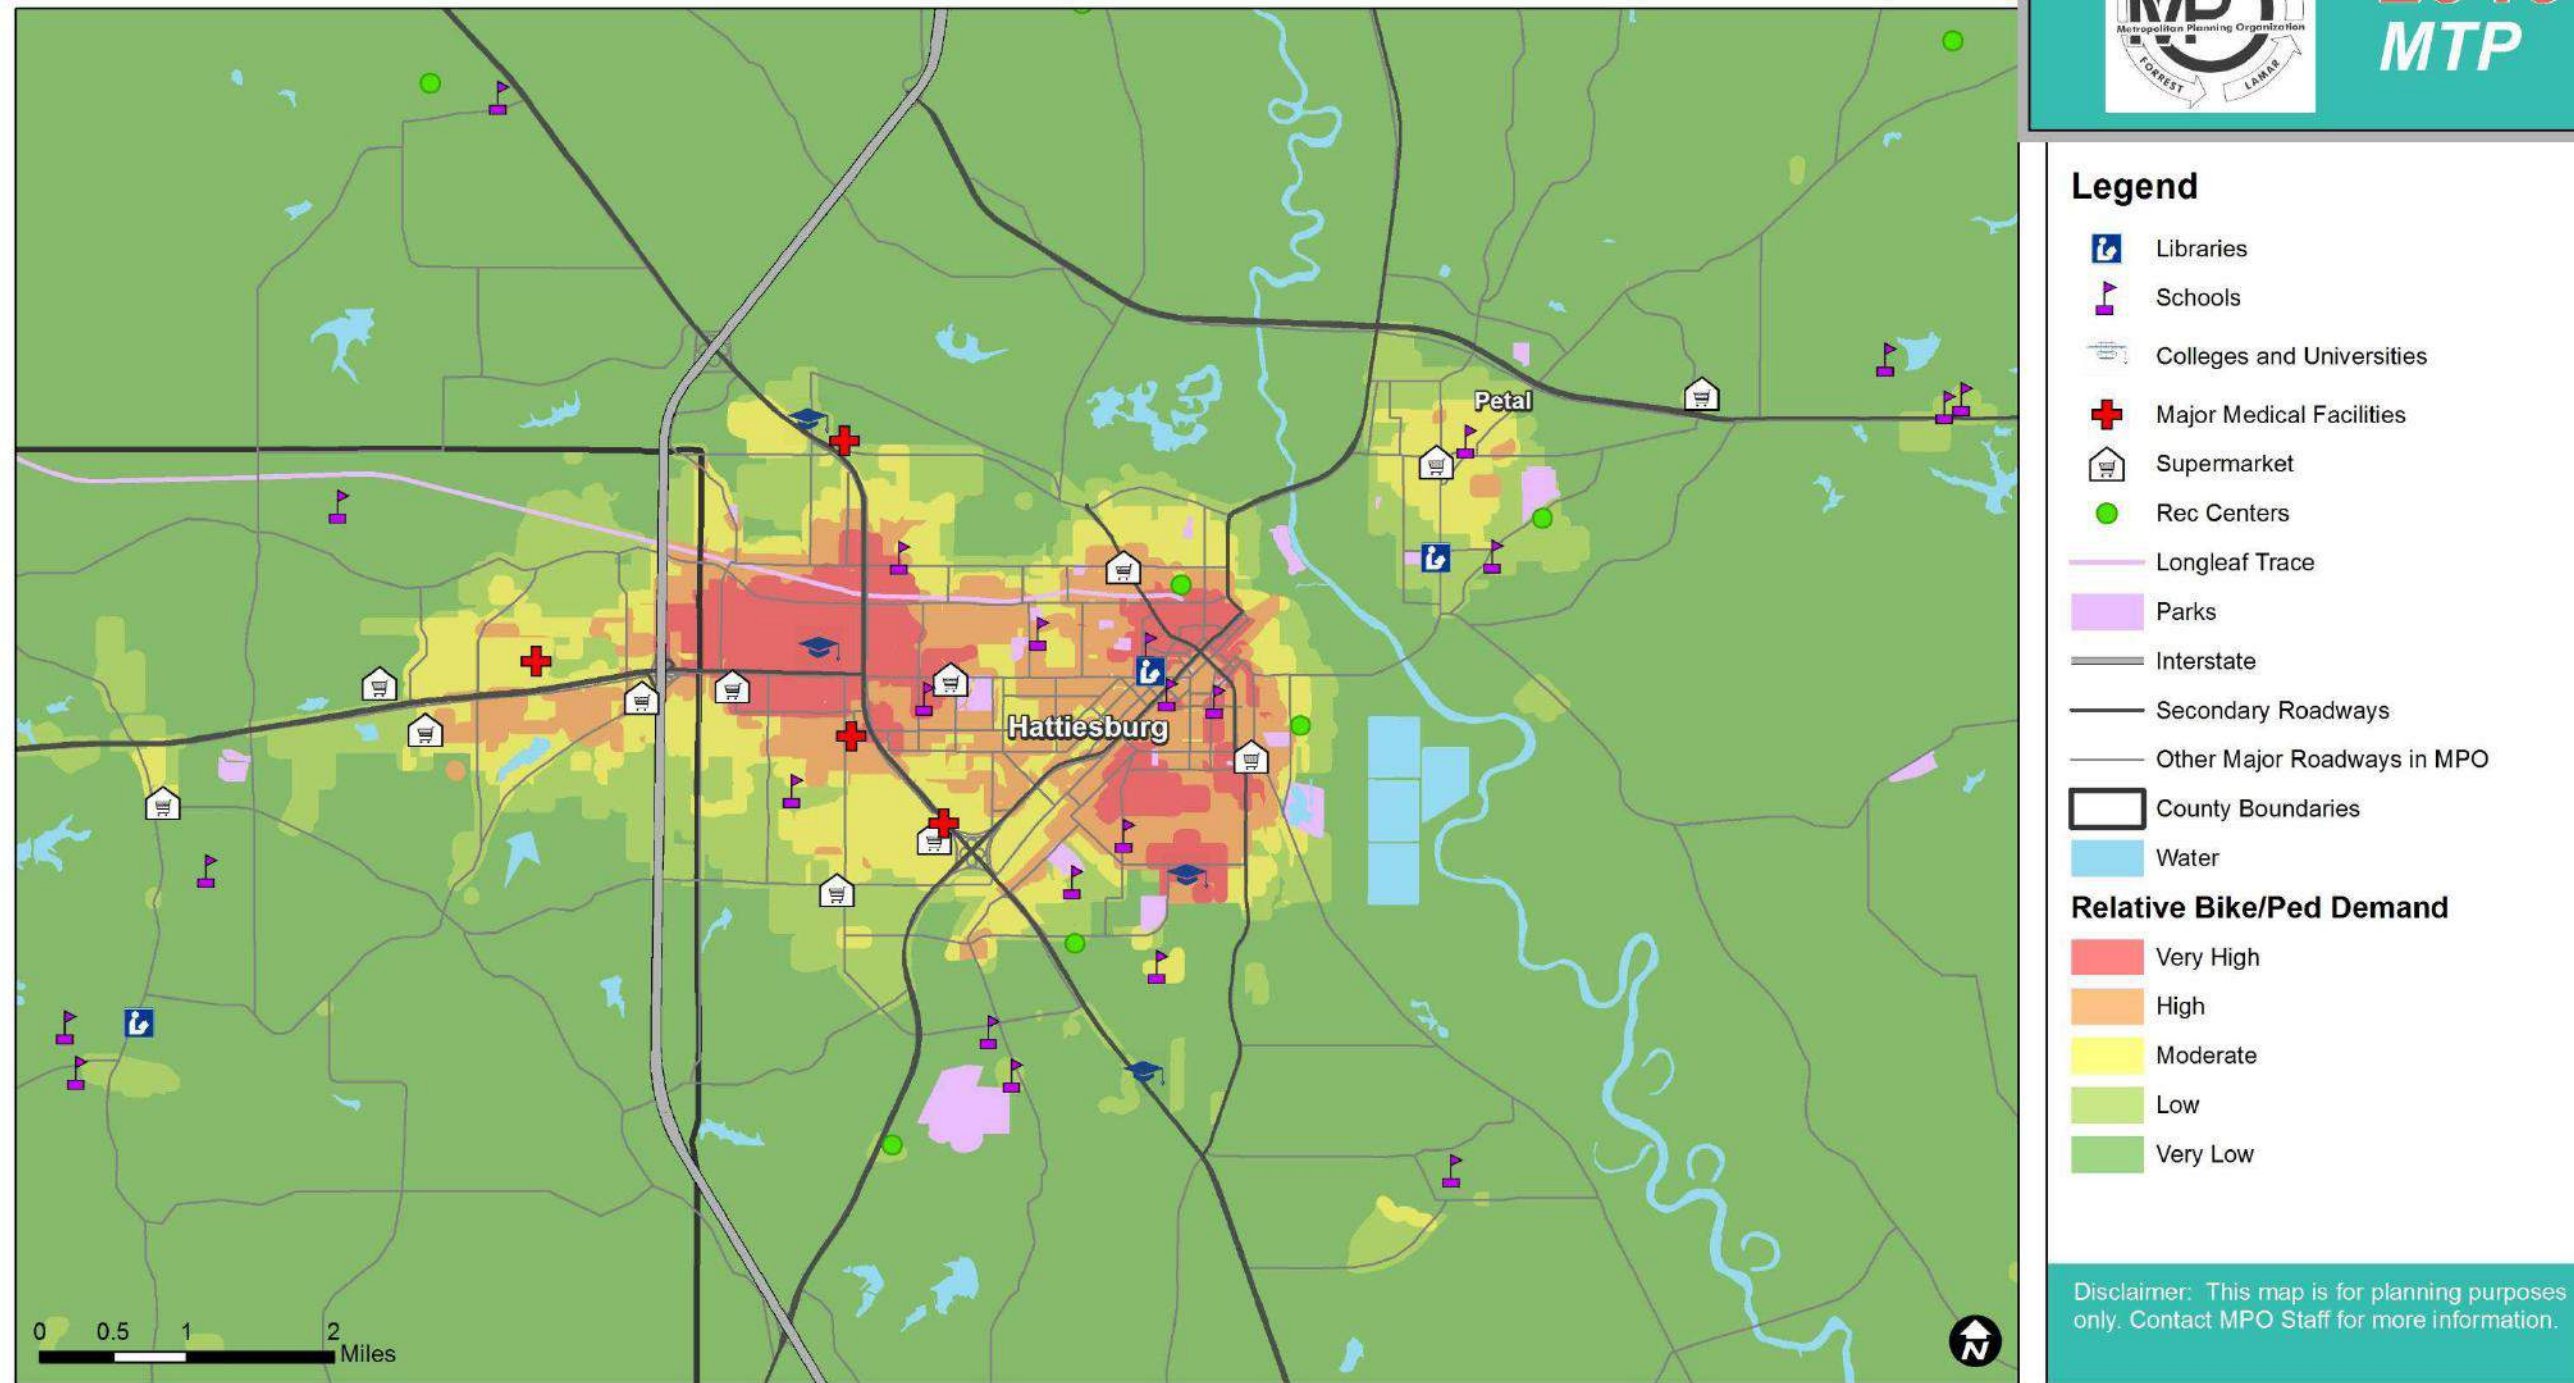 Metropolitan Planning Organization
FORREST
LAMAR
MTP
Legend
Libraries
Schools
Colleges and Universities
Major Medical Facilities
Supermarket
Rec Centers
Longleaf Trace
Parks
Interstate
Secondary Roadways
Other Major Roadways in MPO
County Boundaries
Water
Relative Bike/Ped Demand
Very High
High
Moderate
Low
Very Low
Disclaimer: This map is for planning purposes
only. Contact MPO Staff for more information.
Petal
Hattiesburg
0 0.5 1 2
Miles
N